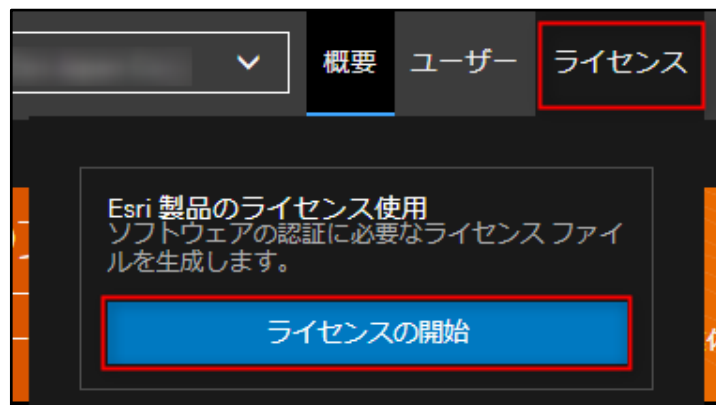 概要 ユーザー ライセンス
Esri 製品のライセンス使用
ソフトウェアの認証に必要なライセンス ファイ
ルを生成します。
ライセンスの開始